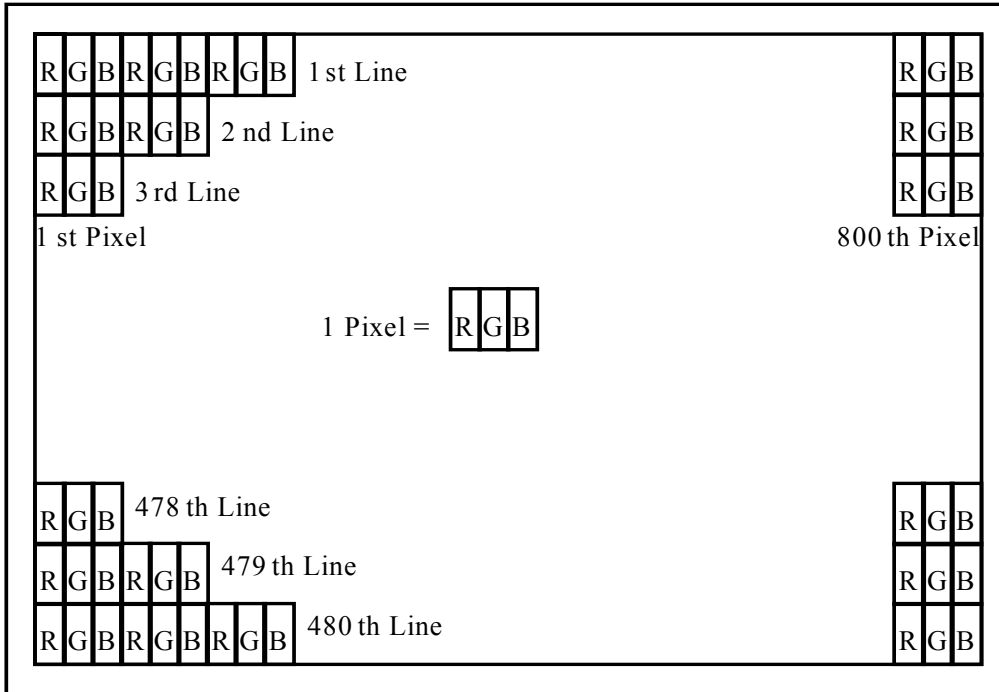 R G B R G B R G B 1 st Line R G B
R G B R G B 2 nd Line R G B
R G B 3 rd Line R G B
1 st Pixel 800 th Pixel
1 Pixel = R G B
R G B 478 th Line R G B
R G B R G B 479 th Line R G B
R G B R G B R G B 480 th Line R G B